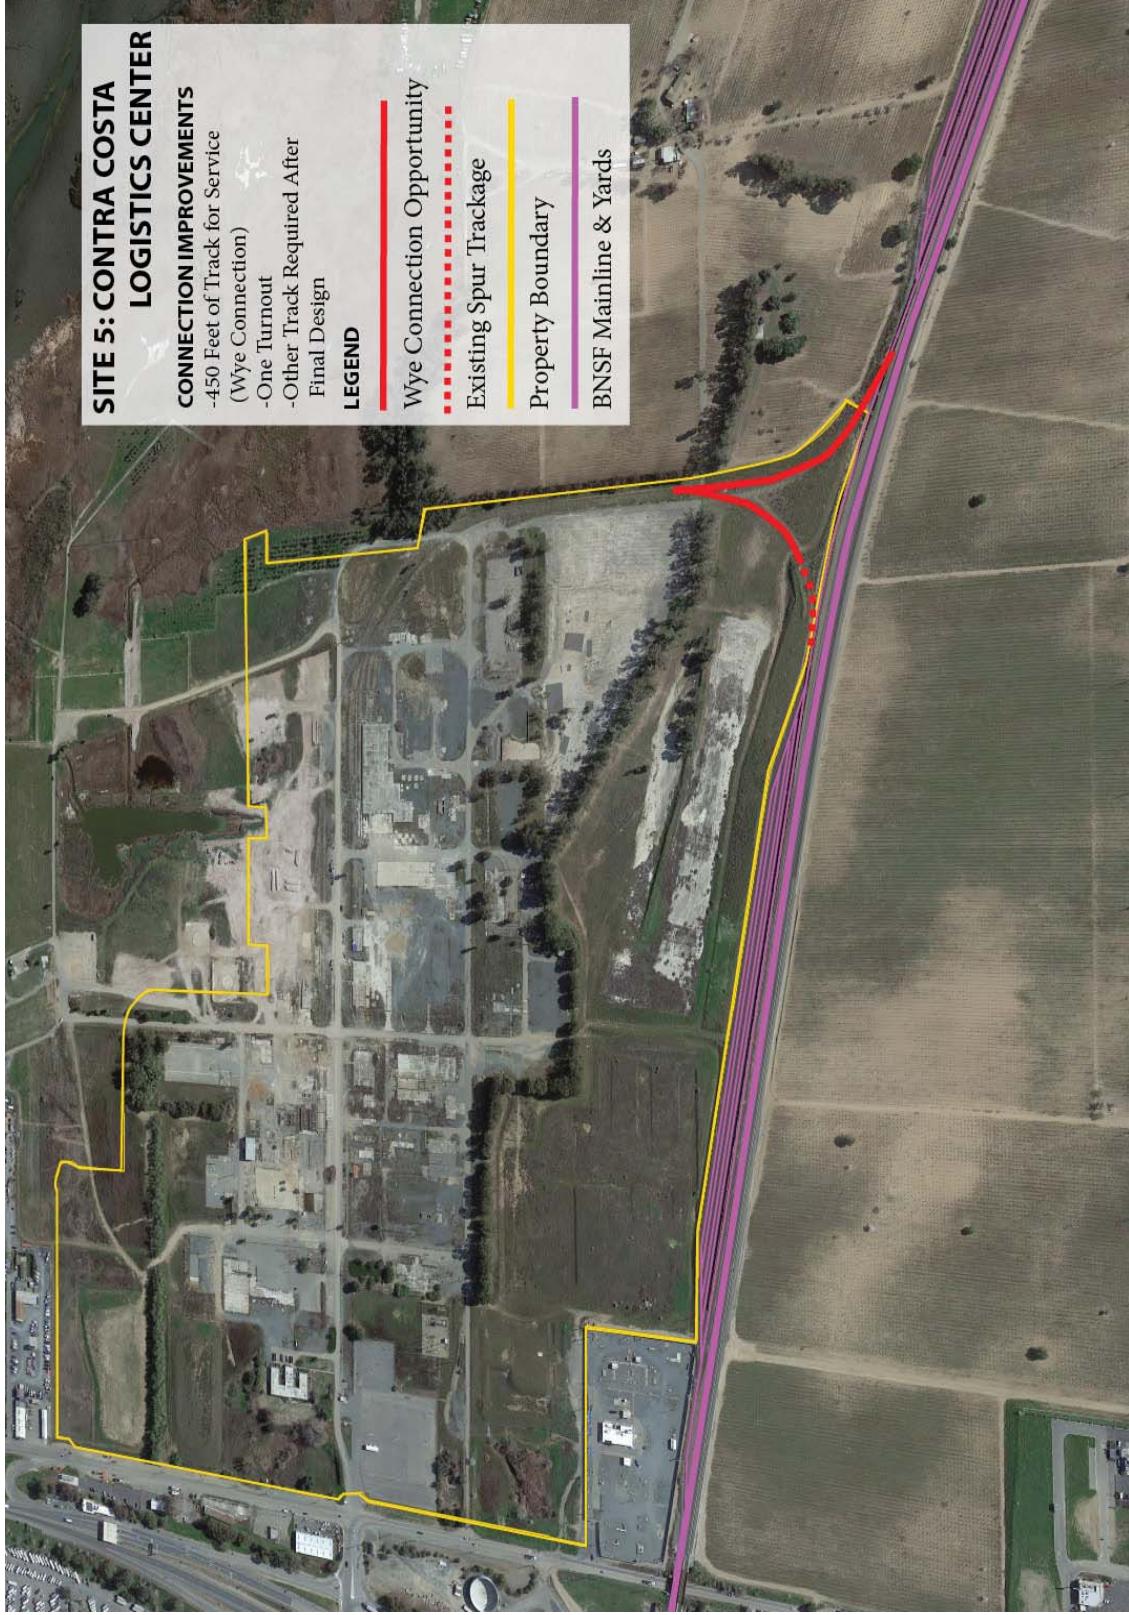 SITE 5: CONTRA COSTA
LOGISTICS CENTER
CONNECTION IMPROVEMENTS
-450 Feet of Track for Service
(Wye Connection)
-One Turnout
-Other Track Required After
Final Design
LEGEND
Wye Connection Opportunity
Existing Spur Trackage
Property Boundary
BNSF Mainline & Yards